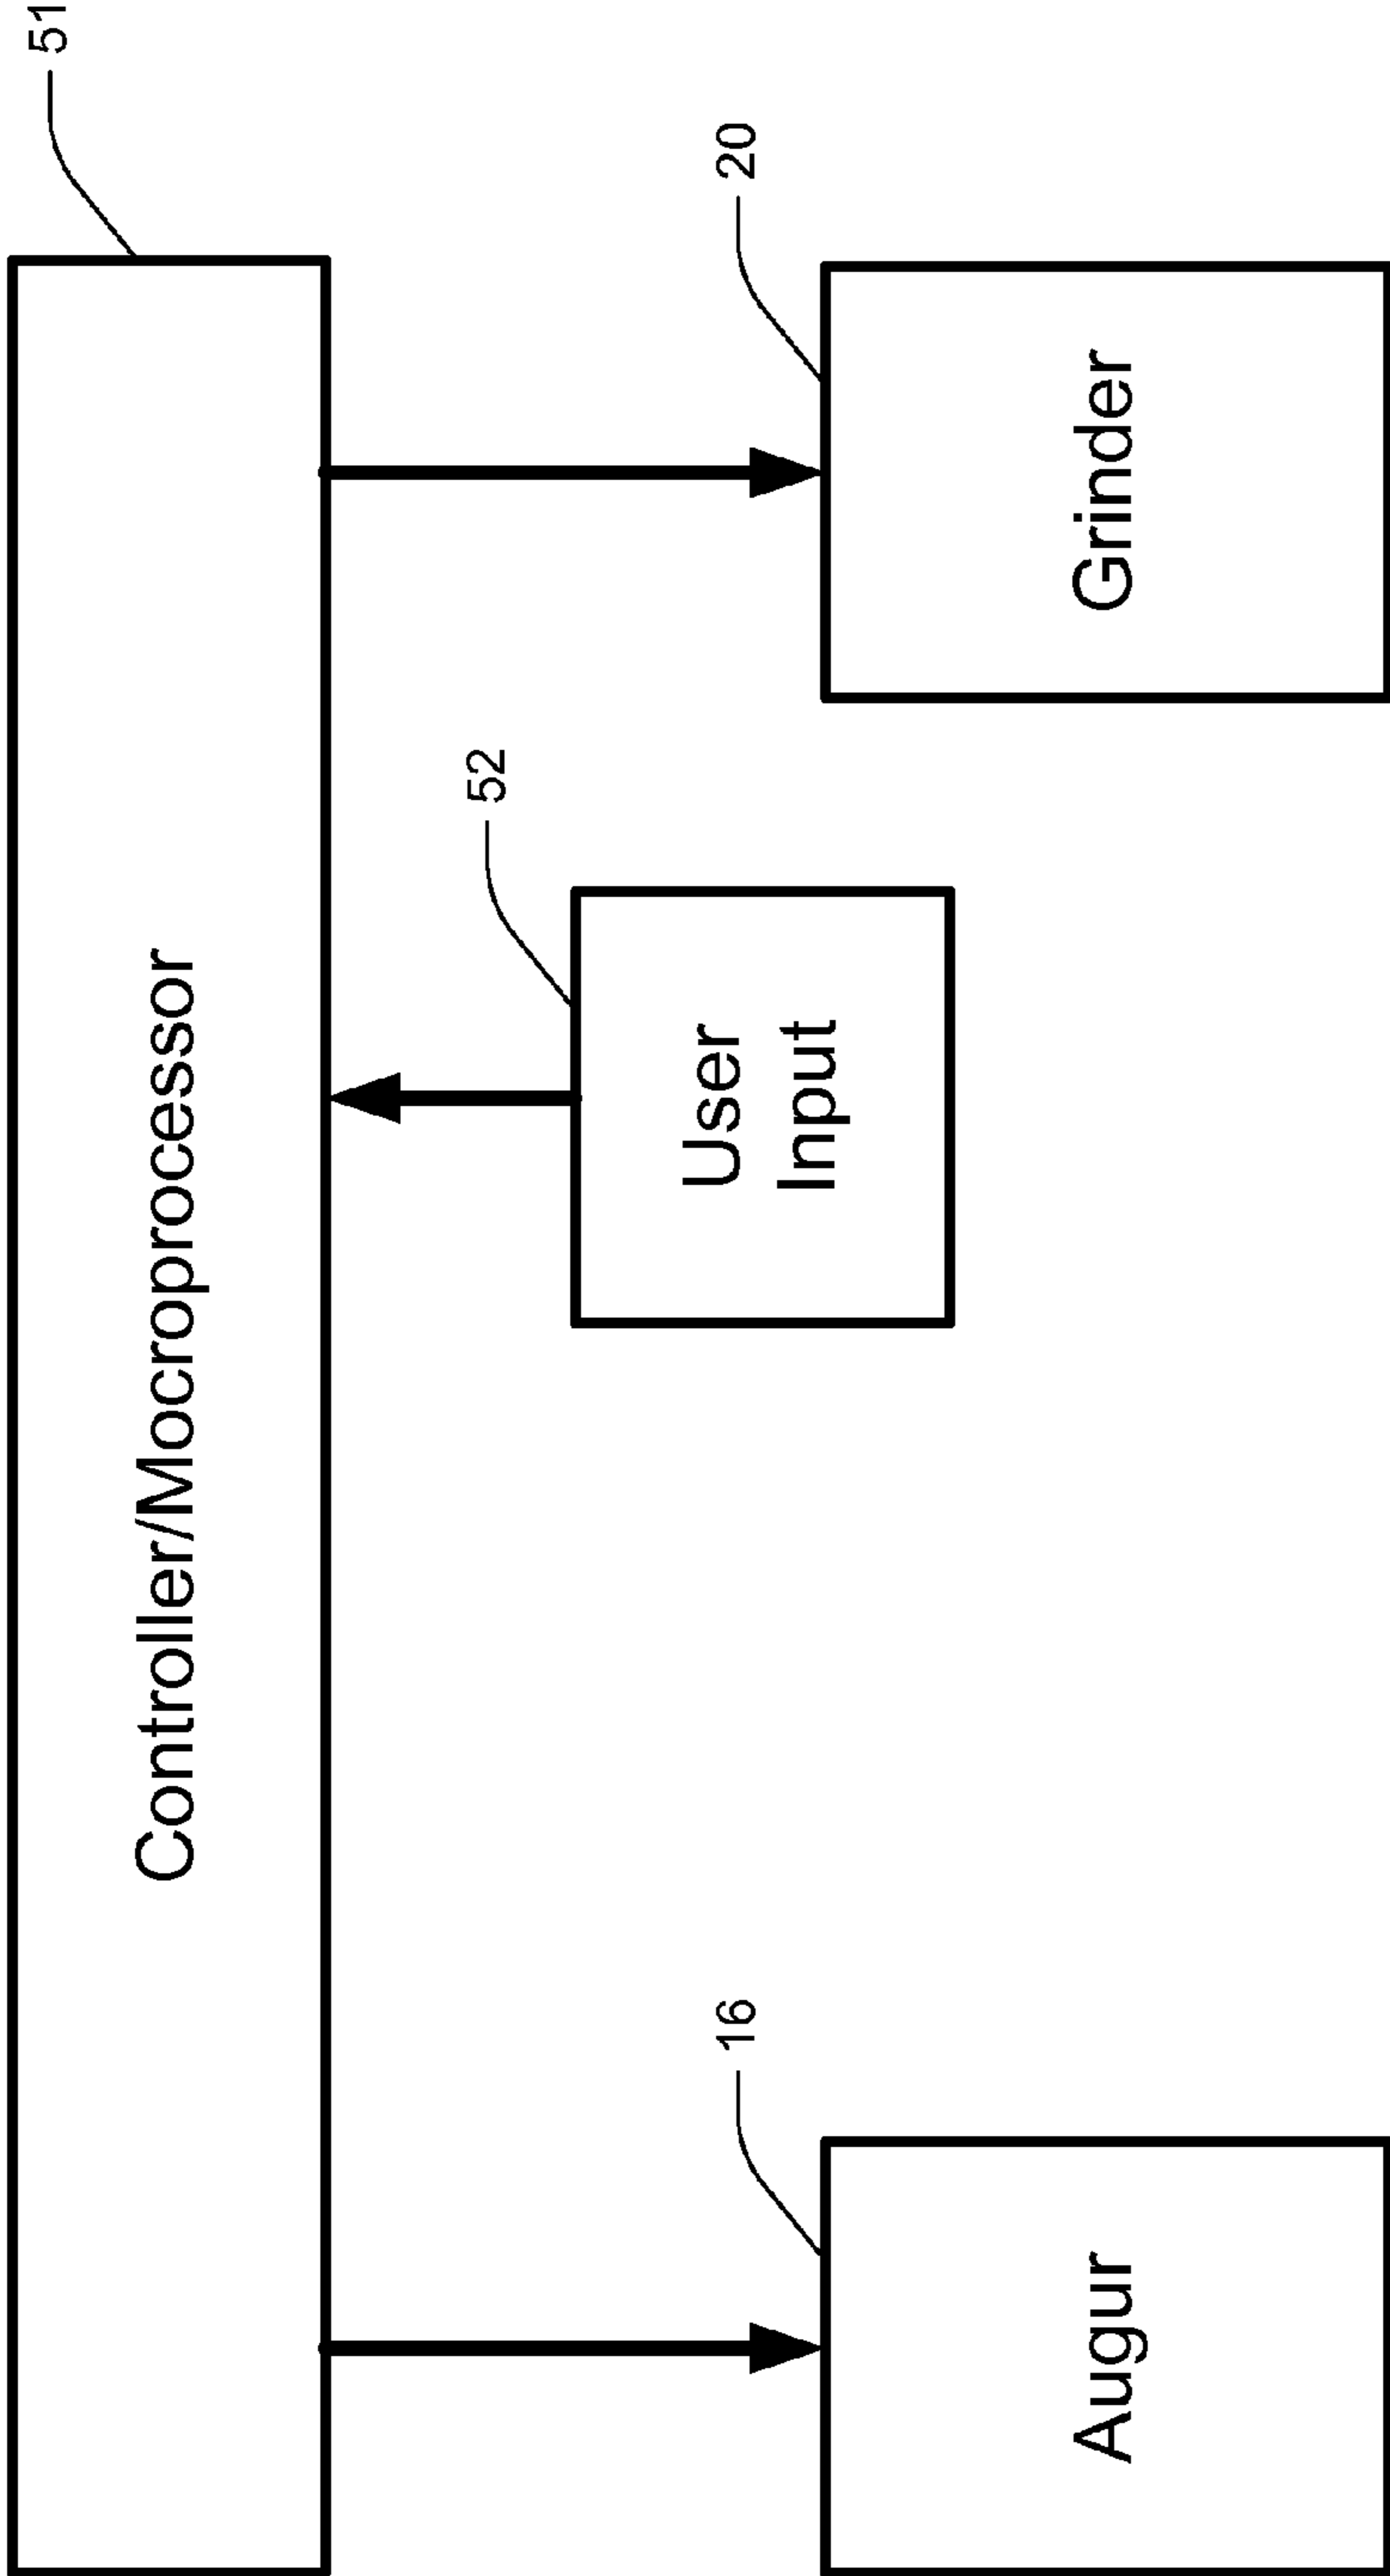 51
Controller/Mocroprocessor
52
User
Input
16
Augur
20
Grinder